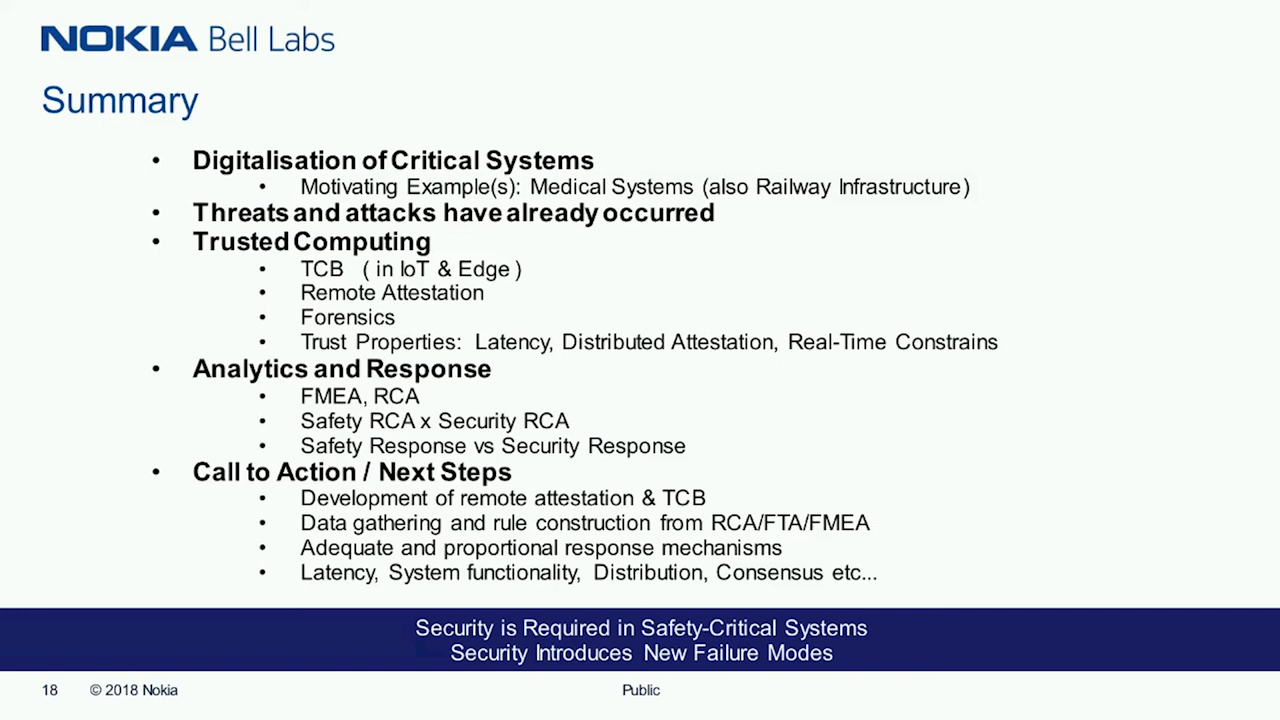 NOKIA Bell Labs
Summary
• Digitalisation of Critical Systems
• Motivating Example(s): Medical Systems (also Railway Infrastructure)
• Threats and attacks have already occurred
• Trusted Computing
• TCB ( in IoT & Edge )
• Remote Attestation
• Forensics
• Trust Properties: Latency, Distributed Attestation, Real-Time Constrains
• Analytics and Response
• FMEA, RCA
• Safety RCA x Security RCA
• Safety Response vs Security Response
• Call to Action / Next Steps
• Development of remote attestation & TCB
• Data gathering and rule construction from RCA/FTA/FMEA
• Adequate and proportional response mechanisms
• Latency, System functionality, Distribution, Consensus etc...
Security is Required in Safety-Critical Systems
Security Introduces New Failure Modes
18 © 2018 Nokia Public